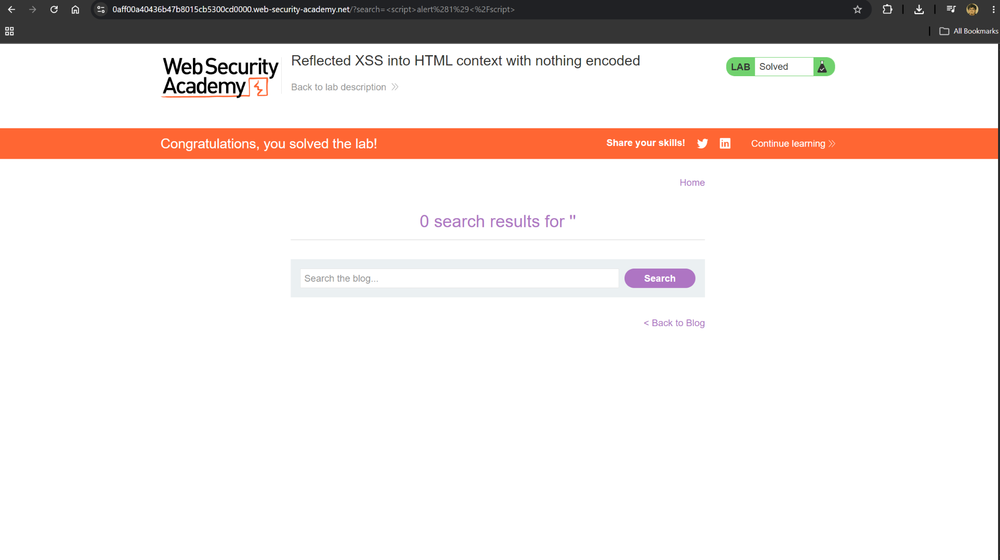 0aff00a40436b47b8015cb5300cd0000.web-security-academy.net/?search=<script>alert%281%29<%2Fscript>
All Bookmarks
Web Security
Academy
Reflected XSS into HTML context with nothing encoded
Back to lab description
LAB Solved
Congratulations, you solved the lab!
Share your skills!
Continue learning
Home
0 search results for ''
Search the blog...
Search
< Back to Blog